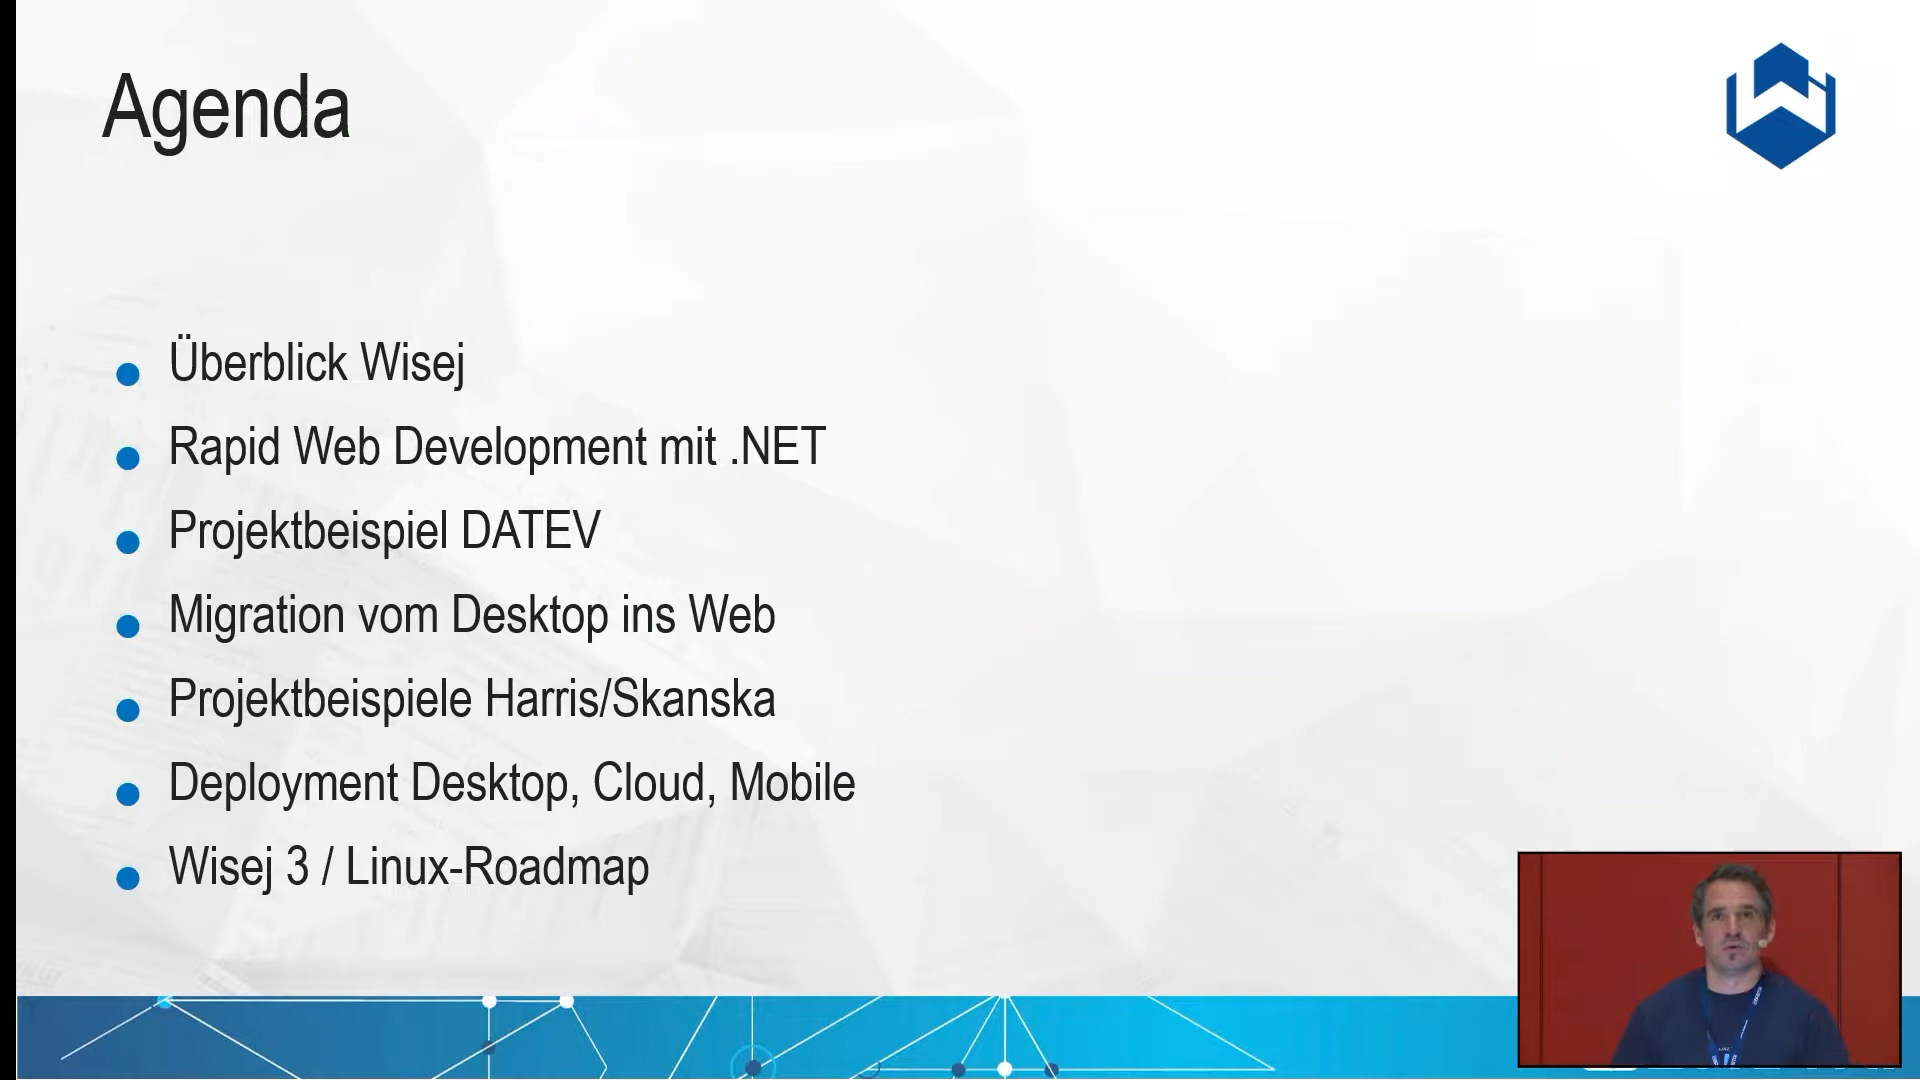 Agenda
Überblick Wisej
Rapid Web Development mit .NET
Projektbeispiel DATEV
Migration vom Desktop ins Web
Projektbeispiele Harris/Skanska
Deployment Desktop, Cloud, Mobile
Wisej 3 / Linux-Roadmap